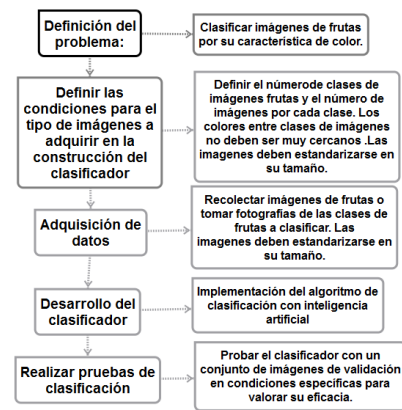 Definición del
problema:
Clasificar imágenes de frutas
por su característica de color.
Definir las
condiciones para el
tipo de imágenes a
adquirir en la
construcción del
clasificador
Definir el númerode clases de
imágenes frutas y el número de
imágenes por cada clase. Los
colores entre clases de imágenes
no deben ser muy cercanos .Las
imagenes deben estandarizarse en
su tamaño.
Adquisición de
datos
Recolectar imágenes de frutas o
tomar fotografías de las clases de
frutas a clasificar. Las
imagenes deben estandarizarse en
su tamaño.
Desarrollo del
clasificador
Implementación del algoritmo de
clasificación con inteligencia
artificial
Realizar pruebas de
clasificación
Probar el clasificador con un
conjunto de imágenes de validación
en condiciones específicas para
valorar su eficacia.